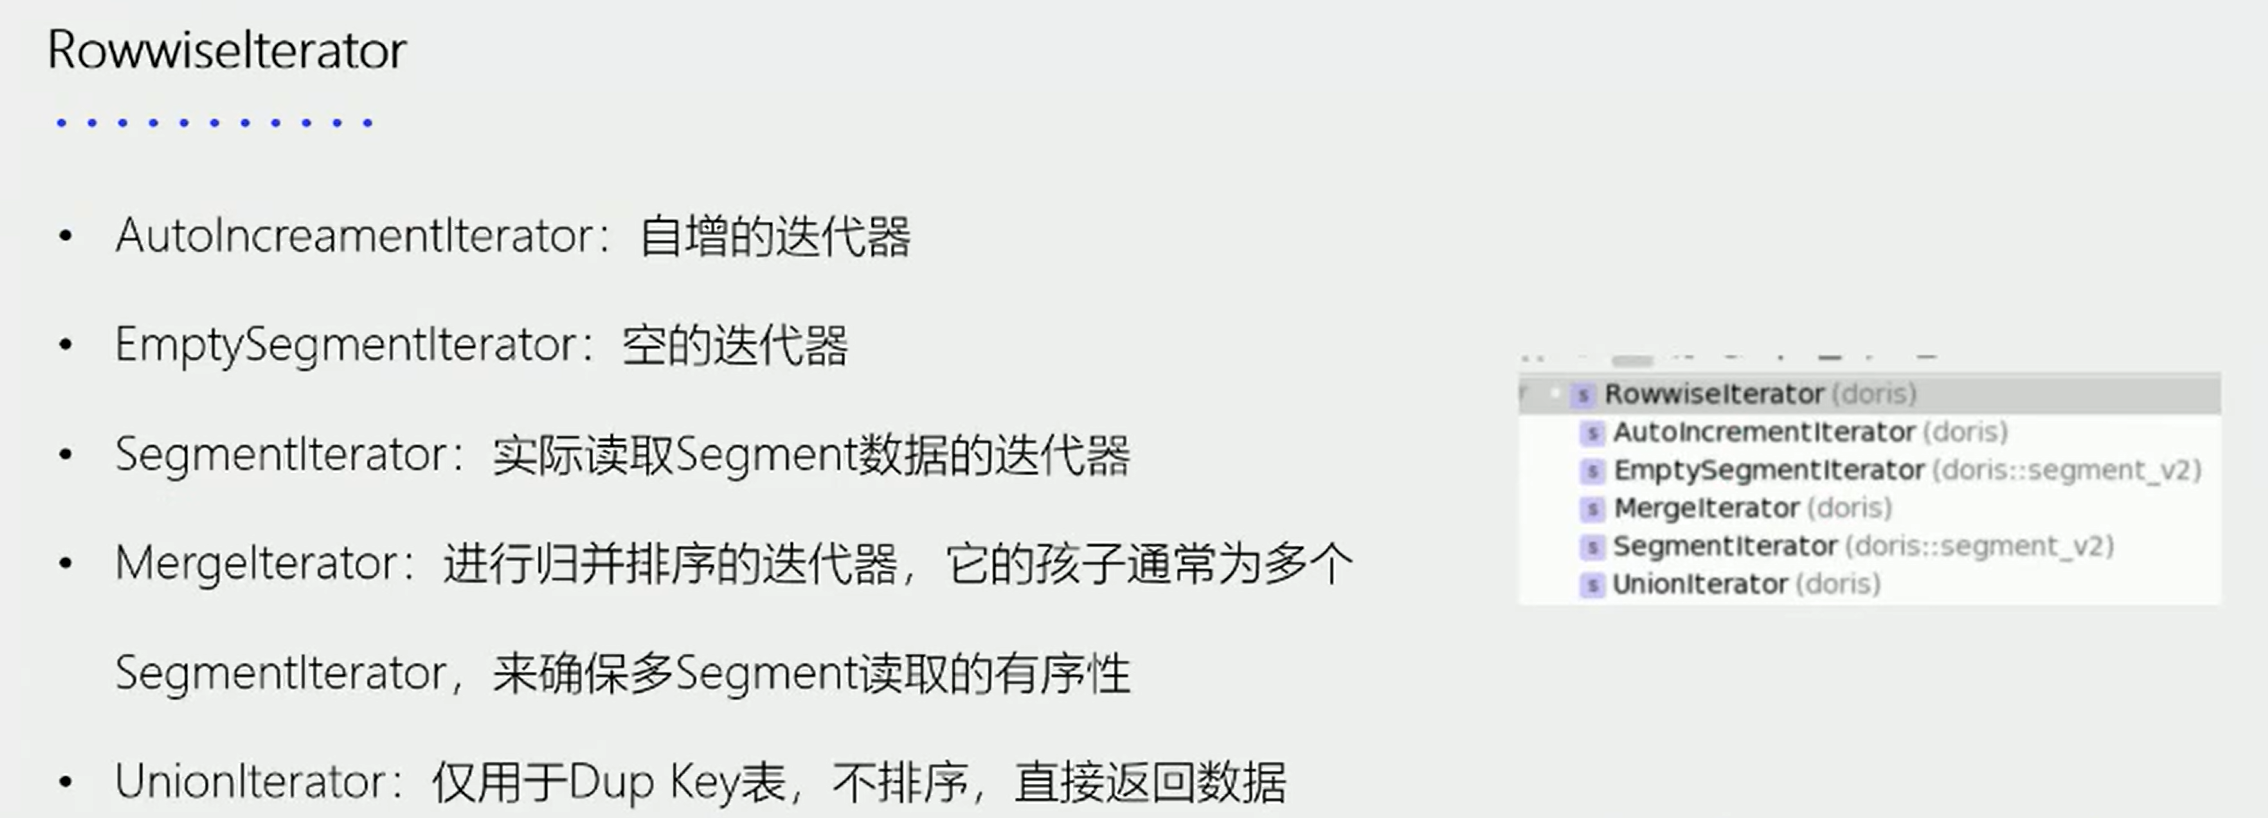 RowwiseIterator
• AutoIncreamentIterator：自增的迭代器
• EmptySegmentIterator：空的迭代器
• SegmentIterator：实际读取Segment数据的迭代器
• MergeIterator：进行归并排序的迭代器，它的孩子通常为多个
SegmentIterator，来确保多Segment读取的有序性
• UnionIterator：仅用于Dup Key表，不排序，直接返回数据
s RowwiseIterator (doris)
s AutoIncrementIterator (doris)
s EmptySegmentIterator (doris::segment_v2)
s MergeIterator (doris)
s SegmentIterator (doris::segment_v2)
s UnionIterator (doris)